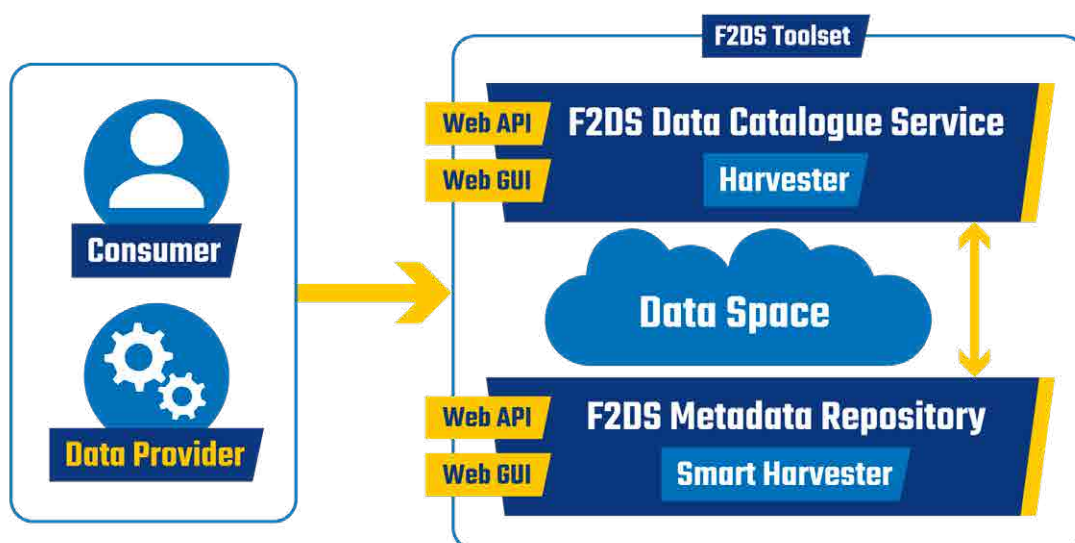 F2DS Toolset
Consumer
Data Provider
Web API
F2DS Data Catalogue Service
Web GUI
Harvester
Data Space
Web API
F2DS Metadata Repository
Web GUI
Smart Harvester